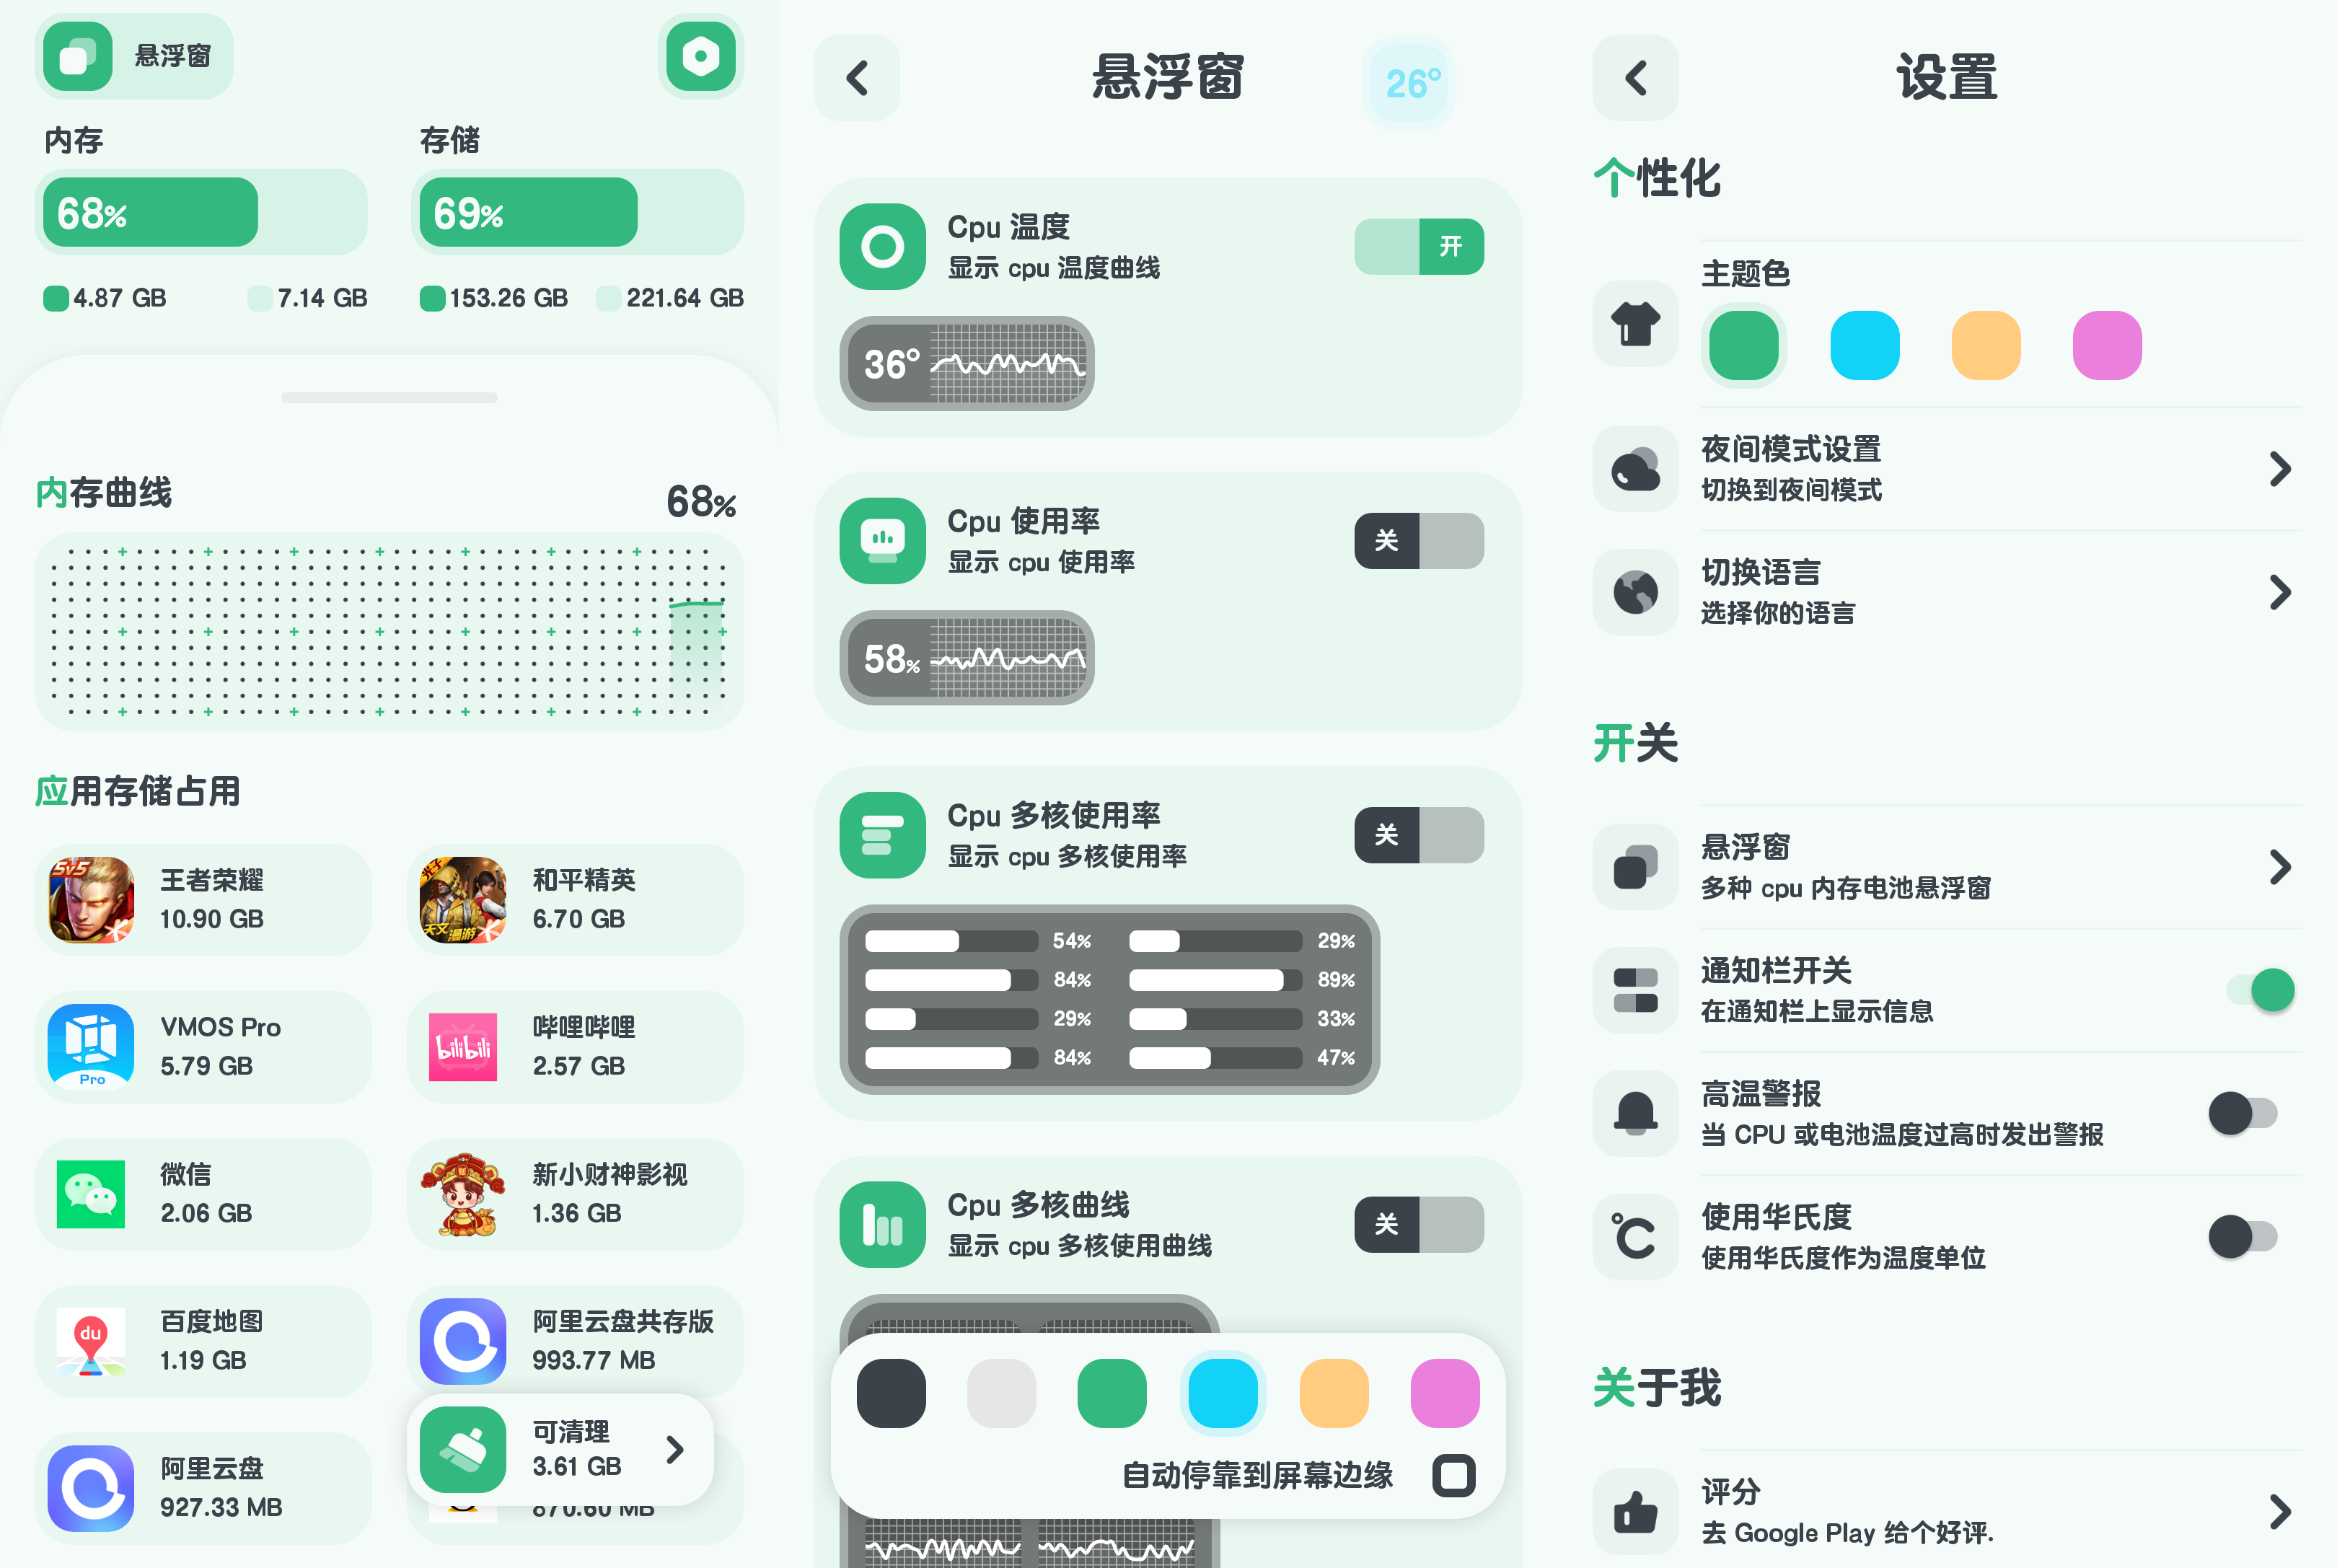 悬浮窗
内存
存储
68%
69%
4.87 GB
7.14 GB
153.26 GB
221.64 GB
内存曲线
68%
应用存储占用
5v5
王者荣耀
10.90 GB
和平精英
6.70 GB
天文漫游
Pro
VMOS Pro
5.79 GB
bilibili
哔哩哔哩
2.57 GB
微信
2.06 GB
新小财神影视
1.36 GB
du
百度地图
1.19 GB
阿里云盘共存版
993.77 MB
阿里云盘
927.33 MB
可清理
3.61 GB
870.60 MB
悬浮窗
26°
Cpu 温度
显示 cpu 温度曲线
开
36°
Cpu 使用率
显示 cpu 使用率
关
58%
Cpu 多核使用率
显示 cpu 多核使用率
关
54%
29%
84%
89%
29%
33%
84%
47%
Cpu 多核曲线
显示 cpu 多核使用曲线
关
自动停靠到屏幕边缘
设置
个性化
主题色
夜间模式设置
切换到夜间模式
切换语言
选择你的语言
开关
悬浮窗
多种 cpu 内存电池悬浮窗
通知栏开关
在通知栏上显示信息
高温警报
当 CPU 或电池温度过高时发出警报
°C
使用华氏度
使用华氏度作为温度单位
关于我
评分
去 Google Play 给个好评.